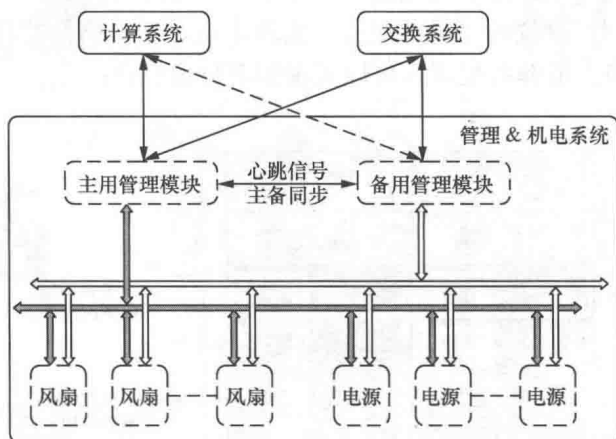 计算系统
交换系统
管理 & 机电系统
主用管理模块
心跳信号
主备同步
备用管理模块
风扇
风扇
风扇
电源
电源
电源